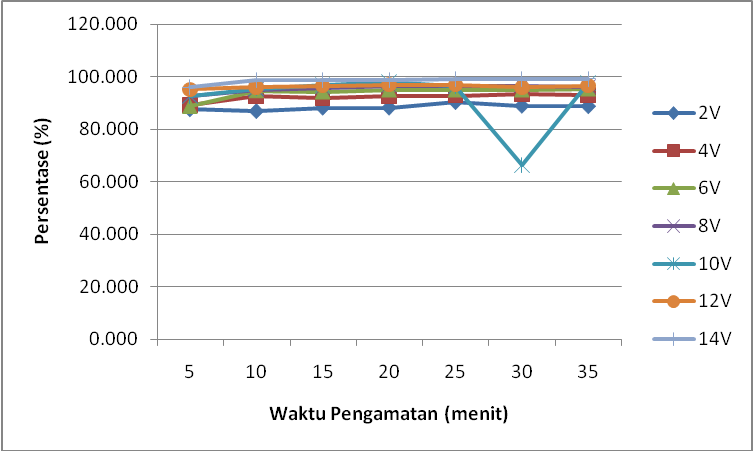 120.000
100.000
80.000
60.000
40.000
20.000
0.000
Persentase (%)
5 10 15 20 25 30 35
Waktu Pengamatan (menit)
2V
4V
6V
8V
10V
12V
14V